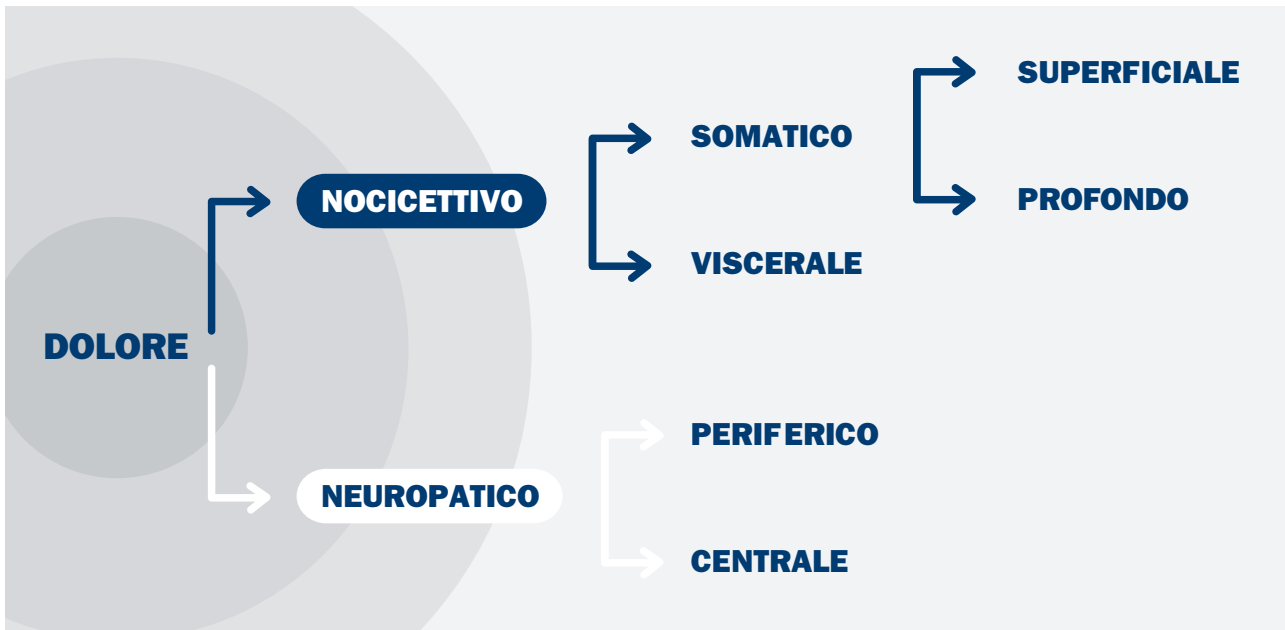 SUPERFICIALE
SOMATICO
NOCICETTIVO
PROFONDO
VISCERALE
DOLORE
PERIFERICO
NEUROPATICO
CENTRALE